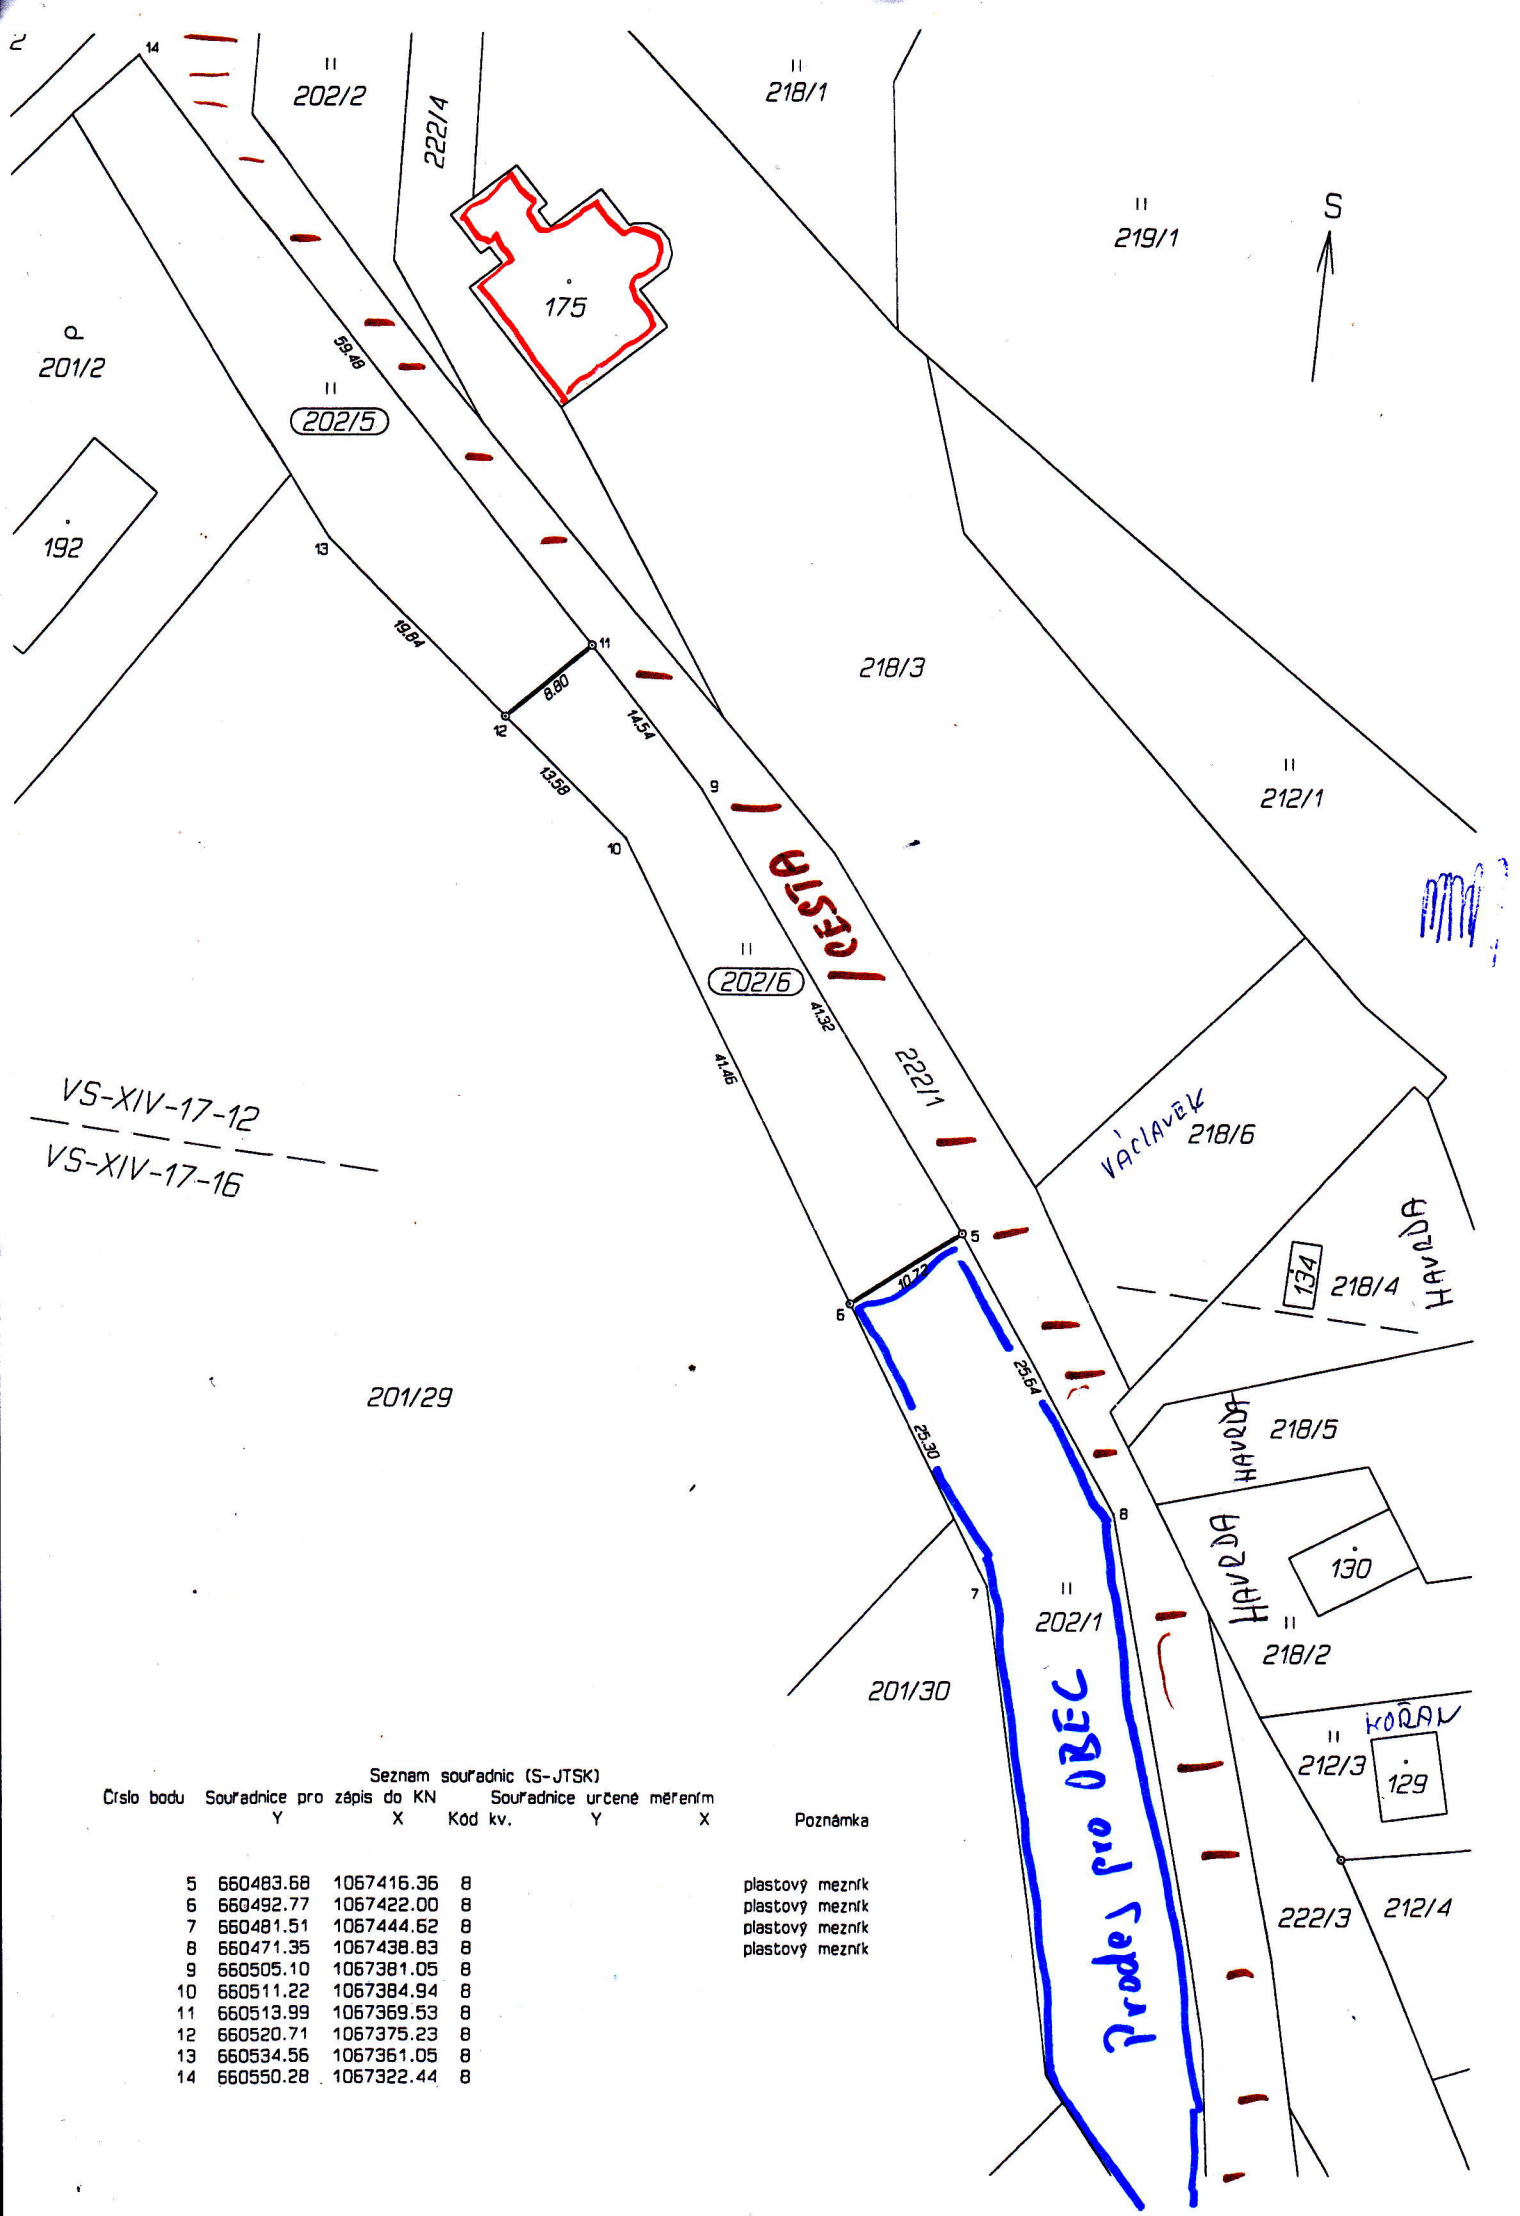 2
14
II
202/2
222/4
II
218/1
II
219/1
S
175
P
201/2
59.48
II
202/5
192
13
19.84
11
8.80
12
14.54
218/3
13.58
9
10
II
212/1
CESTA
II
202/6
41.32
41.46
222/1
VS-XIV-17-12
VS-XIV-17-16
VÁCLAVEK
218/6
HAVRDA
134
218/4
5
10.72
6
25.64
201/29
25.30
HAVRDA
218/5
8
HAVRDA
130
7
II
202/1
II
218/2
201/30
KOŘAN
II
212/3
129
Prodej pro OBEC
222/3
212/4
Seznam souřadnic (S-JTSK)
Číslo bodu Souřadnice pro zápis do KN Souřadnice určené měřením
Y X Kód kv. Y X Poznámka
5 660483.68 1067416.36 8 plastový mezník
6 660492.77 1067422.00 8 plastový mezník
7 660481.51 1067444.62 8 plastový mezník
8 660471.35 1067438.83 8 plastový mezník
9 660505.10 1067381.05 8
10 660511.22 1067384.94 8
11 660513.99 1067369.53 8
12 660520.71 1067375.23 8
13 660534.56 1067361.05 8
14 660550.28 1067322.44 8